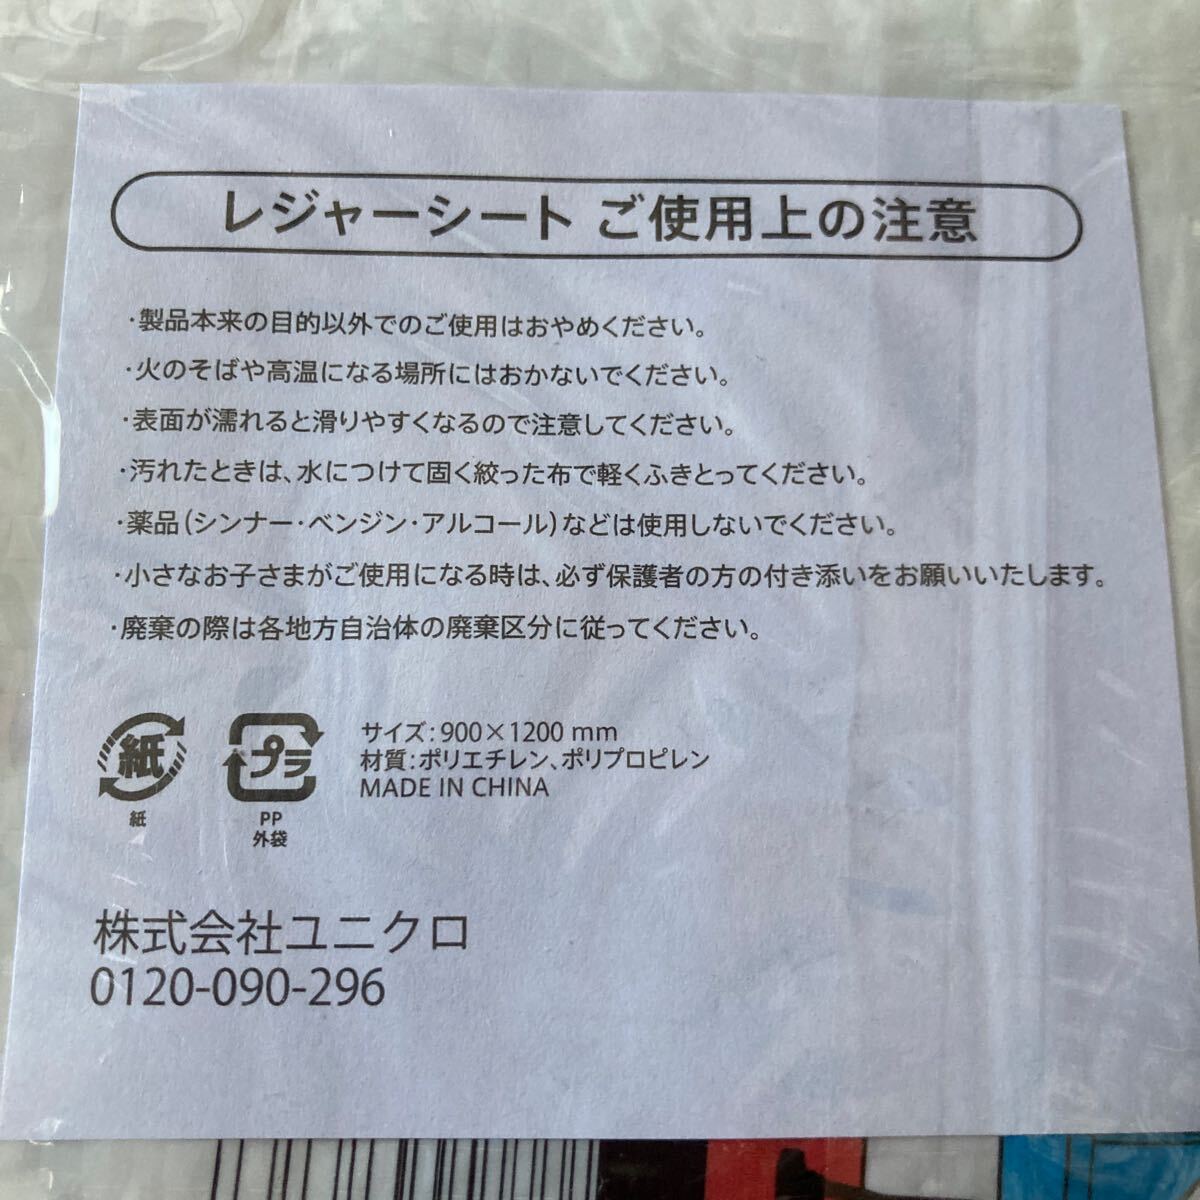 レジャーシート ご使用上の注意
・製品本来の目的以外でのご使用はおやめください。
・火のそばや高温になる場所にはおかないでください。
・表面が濡れると滑りやすくなるので注意してください。
・汚れたときは、水につけて固く絞った布で軽くふきとってください。
・薬品（シンナー・ベンジン・アルコール）などは使用しないでください。
・小さなお子さまがご使用になる時は、必ず保護者の方の付き添いをお願いいたします。
・廃棄の際は各地方自治体の廃棄区分に従ってください。
紙
紙
プラ
PP
外袋
サイズ：900×1200 mm
材質：ポリエチレン、ポリプロピレン
MADE IN CHINA
株式会社ユニクロ
0120-090-296